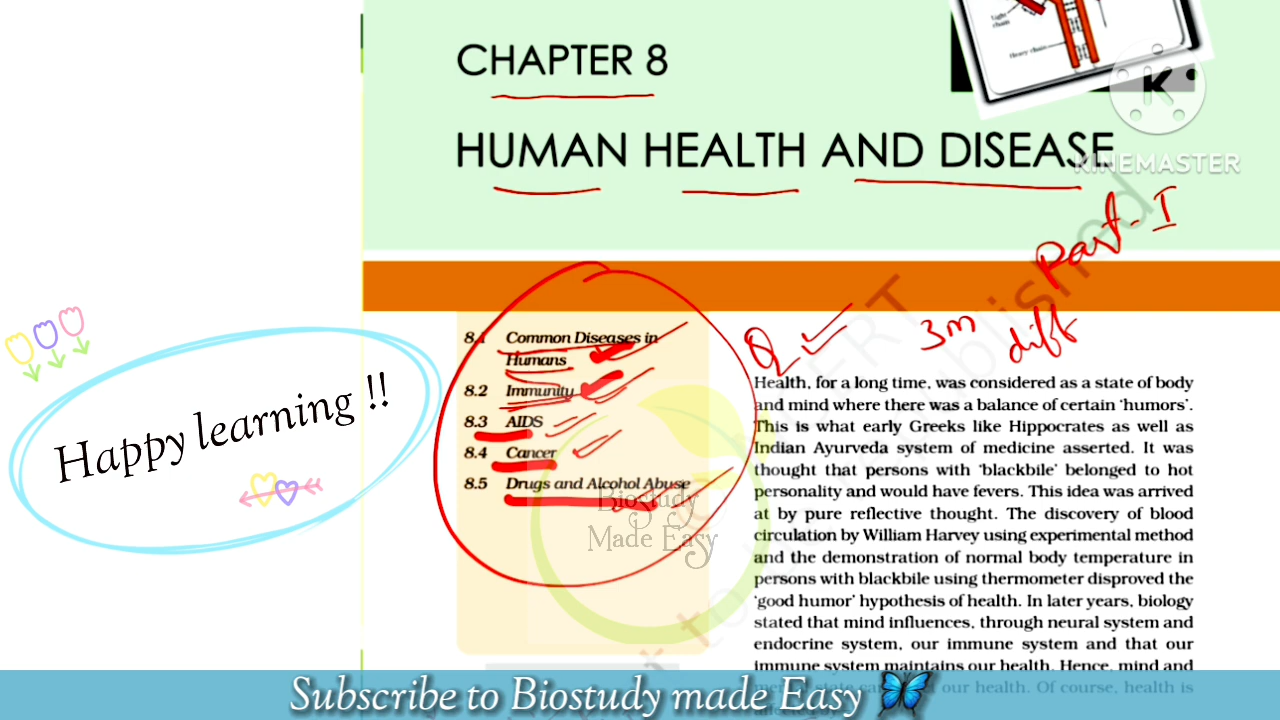 Tight
chain
Heavy chain
CHAPTER 8
K
KINEMASTER
HUMAN HEALTH AND DISEASE
Part-I
8.1 Common Diseases in
Humans
8.2 Immunity
8.3 AIDS
8.4 Cancer
8.5 Drugs and Alcohol Abuse
Biostudy
Made Easy
Happy learning !!
Q
3m
diff
Health, for a long time, was considered as a state of body
and mind where there was a balance of certain ‘humors’.
This is what early Greeks like Hippocrates as well as
Indian Ayurveda system of medicine asserted. It was
thought that persons with ‘blackbile’ belonged to hot
personality and would have fevers. This idea was arrived
at by pure reflective thought. The discovery of blood
circulation by William Harvey using experimental method
and the demonstration of normal body temperature in
persons with blackbile using thermometer disproved the
‘good humor’ hypothesis of health. In later years, biology
stated that mind influences, through neural system and
endocrine system, our immune system and that our
immune system maintains our health. Hence, mind and
our health. Of course, health is
Subscribe to Biostudy made Easy